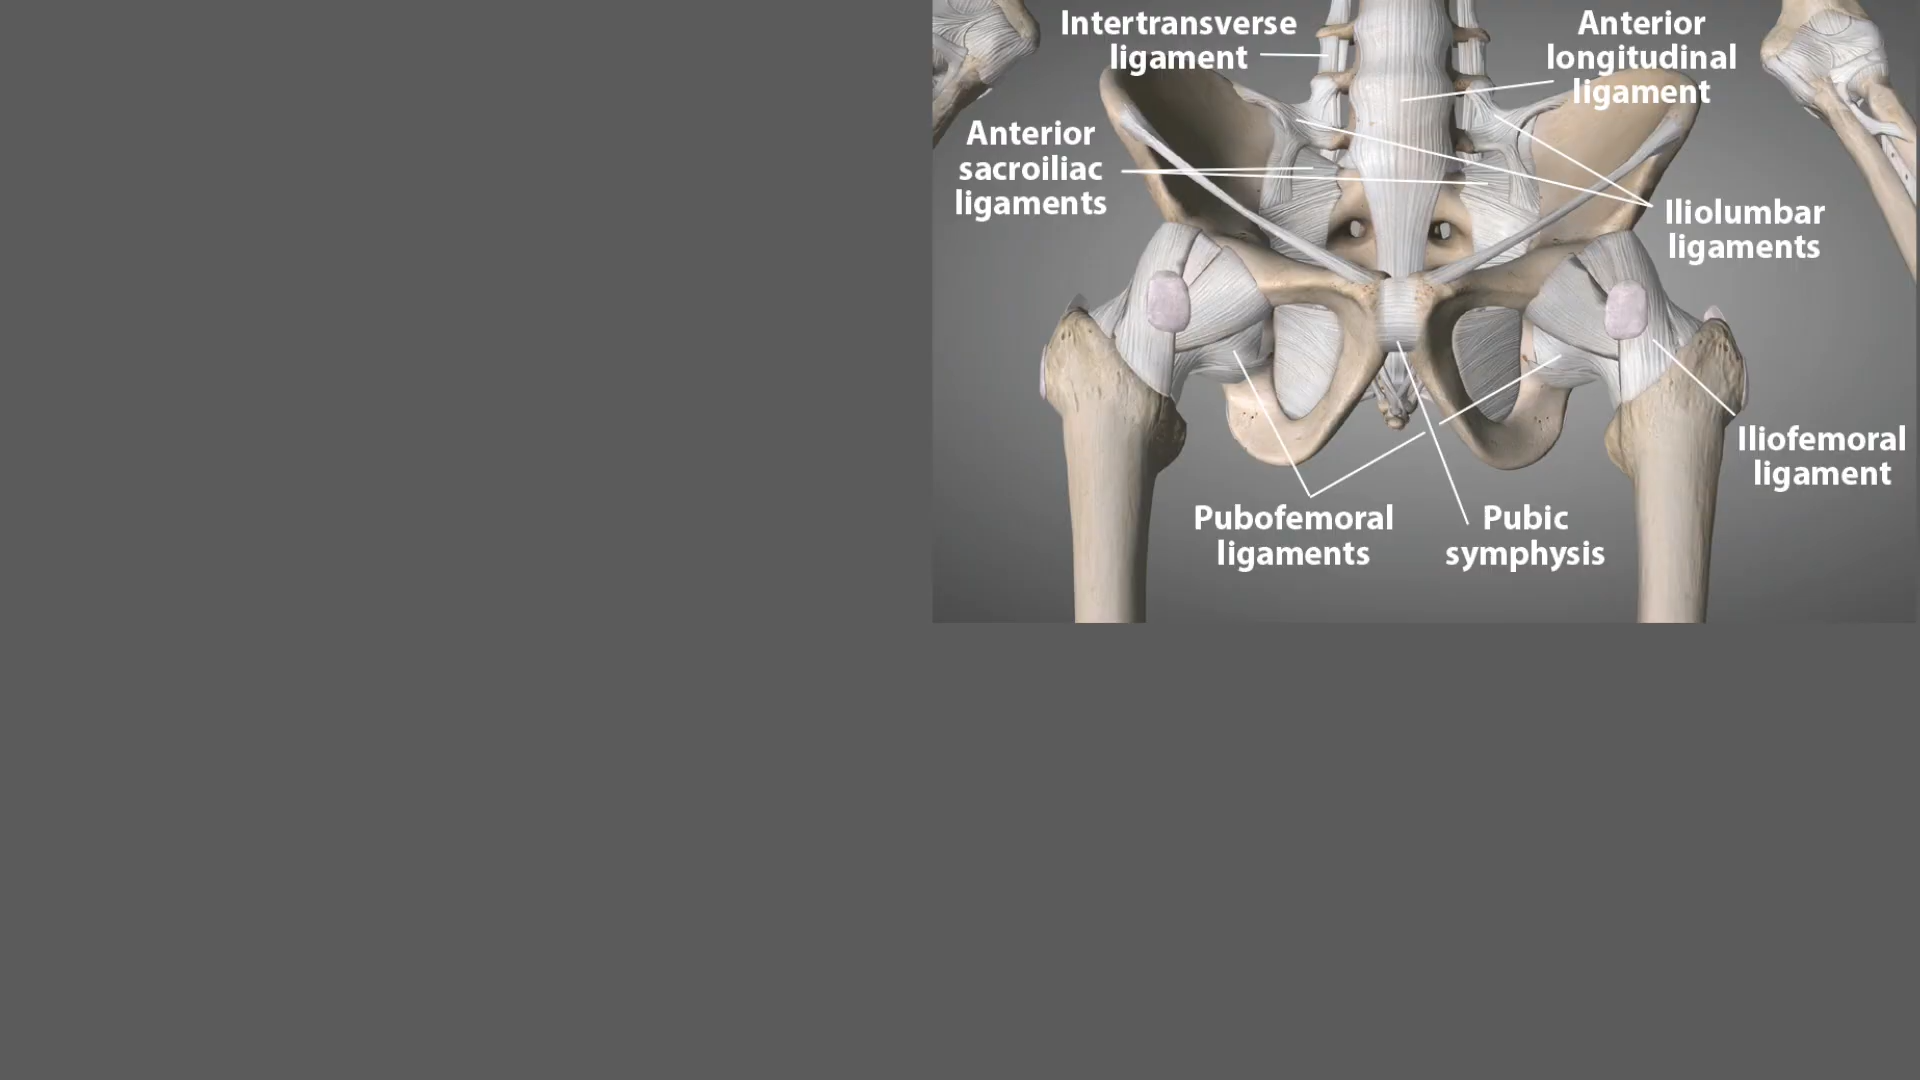 Intertransverse
ligament
Anterior
longitudinal
ligament
Anterior
sacroiliac
ligaments
Iliolumbar
ligaments
Iliofemoral
ligament
Pubofemoral
ligaments
Pubic
symphysis